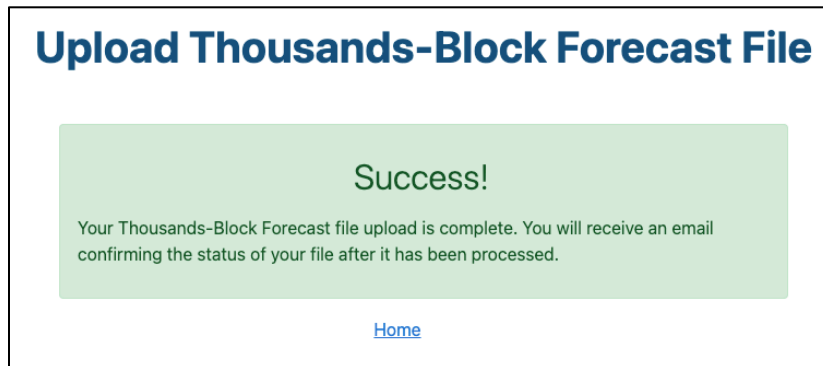 Upload Thousands-Block Forecast File
Success!
Your Thousands-Block Forecast file upload is complete. You will receive an email
confirming the status of your file after it has been processed.
Home